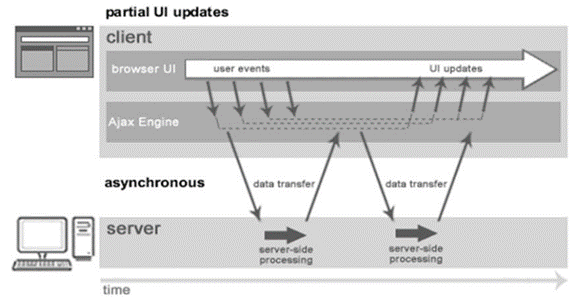 partial UI updates
client
browser UI
user events
UI updates
Ajax Engine
asynchronous
data transfer
data transfer
server
server-side
processing
server-side
processing
time